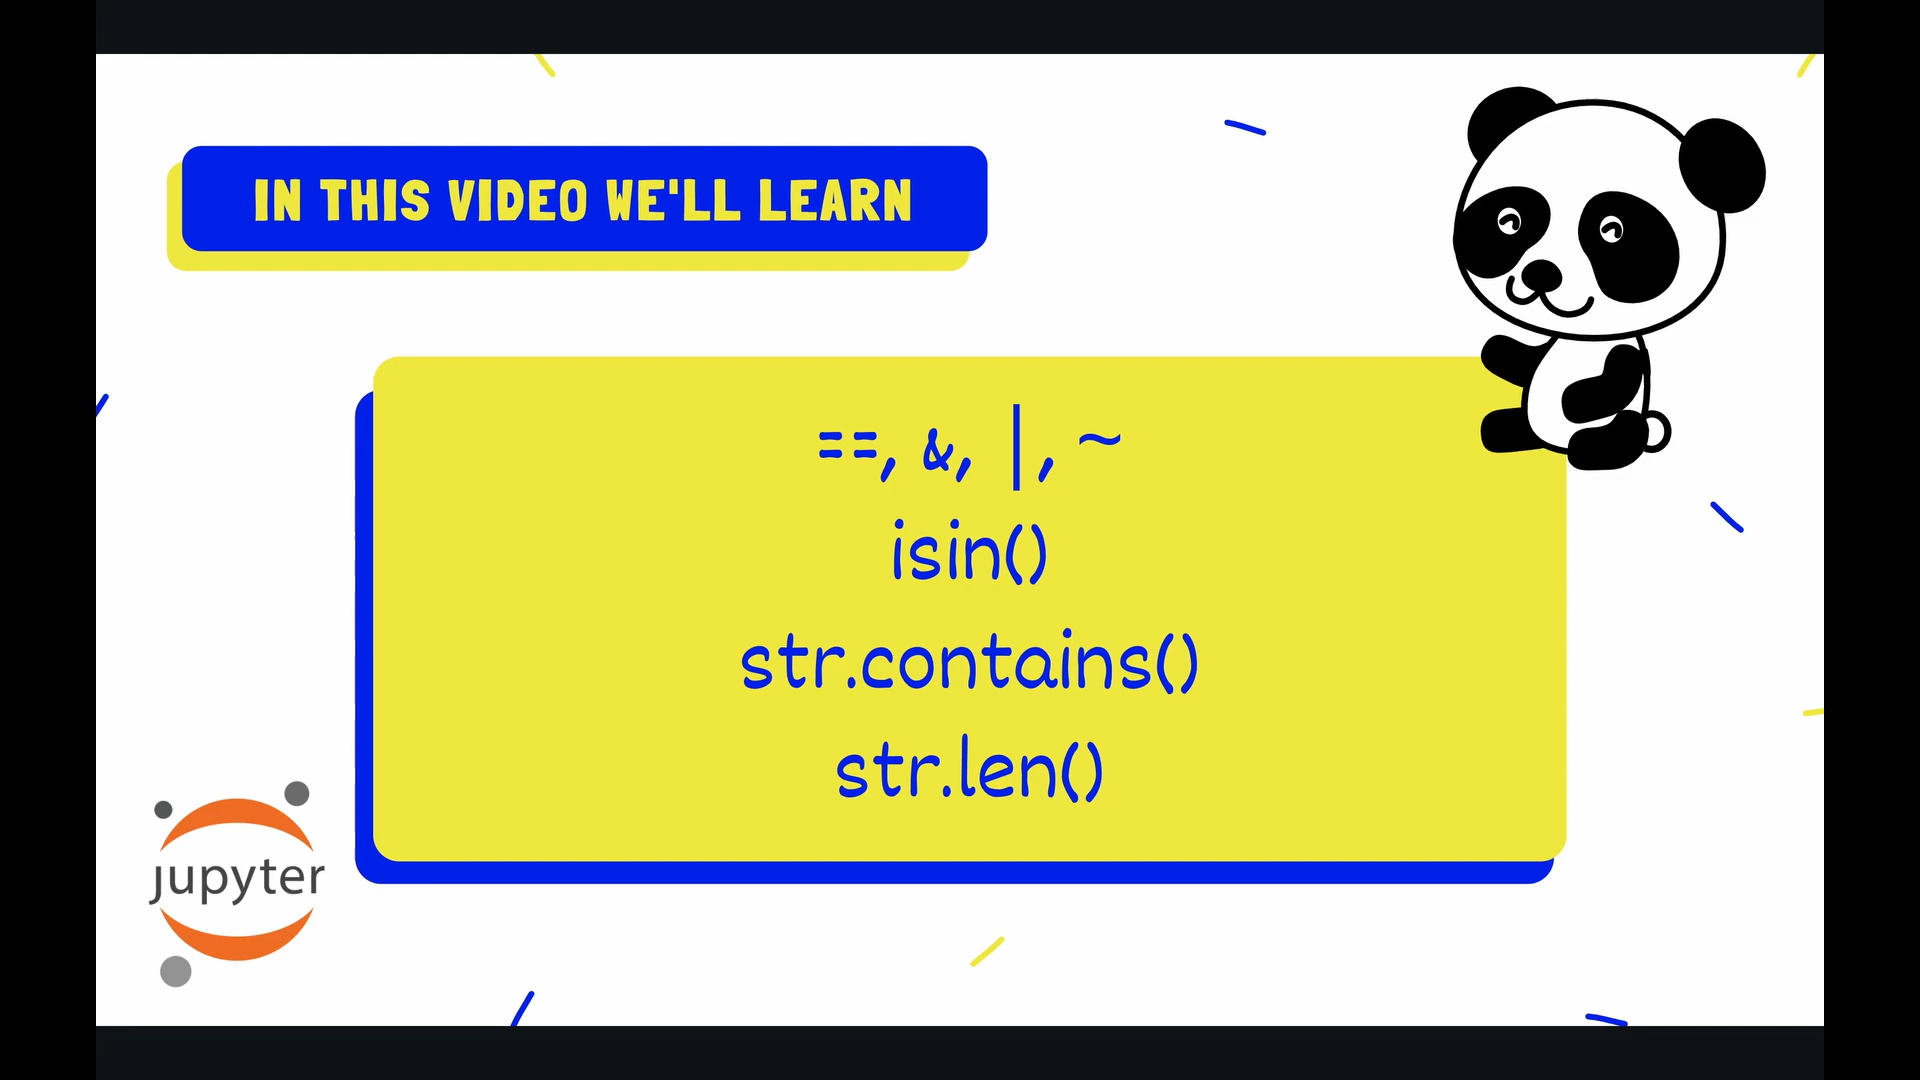 IN THIS VIDEO WE'LL LEARN
==, &, |, ~
isin()
str.contains()
str.len()
jupyter